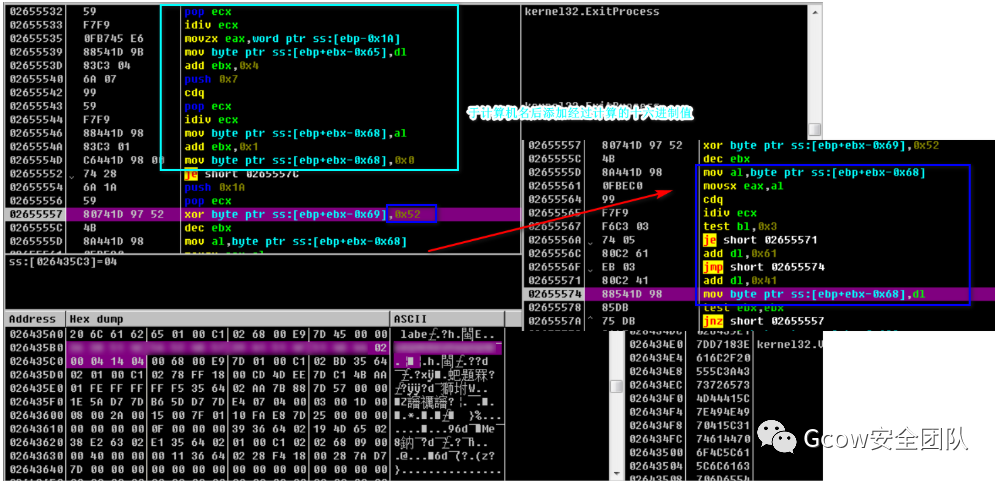 02655532 59 pop ecx
02655533 F7F9 idiv ecx
02655535 0FB745 E6 movzx eax,word ptr ss:[ebp-0x1A]
02655539 88541D 9B mov byte ptr ss:[ebp+ebx-0x65],dl
0265553D 83C3 04 add ebx,0x4
02655540 6A 07 push 0x7
02655542 99 cdq
02655543 59 pop ecx
02655544 F7F9 idiv ecx
02655546 88441D 98 mov byte ptr ss:[ebp+ebx-0x68],al
0265554A 83C3 01 add ebx,0x1
0265554D C6441D 98 00 mov byte ptr ss:[ebp+ebx-0x68],0x0
02655552 74 28 je short 0265557C
02655554 6A 1A push 0x1A
02655556 59 pop ecx
02655557 80741D 97 52 xor byte ptr ss:[ebp+ebx-0x69],0x52
0265555C 4B dec ebx
0265555D 8A441D 98 mov al,byte ptr ss:[ebp+ebx-0x68]
ss:[026435C3]=04
kernel32.ExitProcess
kernel32.ExitProcess
于计算机名后添加经过计算的十六进制值
02655557 80741D 97 52 xor byte ptr ss:[ebp+ebx-0x69],0x52
0265555C 4B dec ebx
0265555D 8A441D 98 mov al,byte ptr ss:[ebp+ebx-0x68]
02655561 0FBEC0 movsx eax,al
02655564 99 cdq
02655565 F7F9 idiv ecx
02655567 F6C3 03 test bl,0x3
0265556A 74 05 je short 02655571
0265556C 80C2 61 add dl,0x61
0265556F EB 03 jmp short 02655574
02655571 80C2 41 add dl,0x41
02655574 88541D 98 mov byte ptr ss:[ebp+ebx-0x68],dl
02655578 85DB test ebx,ebx
75 DB jnz short 02655557
Address Hex dump ASCII
026435A0 20 6C 61 62 65 01 00 C1 02 68 00 E9 7D 45 00 00
026435B0 02
026435C0 00 04 14 04 00 68 00 E9 7D 01 00 C1 02 BD 35 64
026435D0 02 01 00 C1 02 78 FF 18 00 CD 4D EE 7D C1 4B AA
026435E0 01 FE FF FF FF F5 35 64 02 AA 7B 88 7D 57 00 00
026435F0 1E 5A D7 7D B6 5D D7 7D E4 07 04 00 03 00 1D 00
02643600 08 00 2A 00 15 00 7F 01 10 FA E8 7D 25 00 00 00
02643610 00 00 00 00 0F 00 00 00 39 36 64 02 19 4D 65 02
02643620 38 E2 63 02 E1 35 64 02 01 00 C1 02 02 68 09 00
02643630 00 40 00 00 00 11 36 64 02 28 F4 18 00 28 7A D7
02643640 7D 00 00 00 00 00 00 00 00 00 00 00 00 00 00 00
026434E0 7DD7183E kernel32.V
026434E4 616C2F20
026434E8 555C3A43
026434EC 73726573
026434F0 4D44415C
026434F4 7E494E49
026434F8 70415C31
026434FC 74614470
02643500 6F4C5C61
02643504 5C6C6163
02643508 706D6554
Gcow安全团队